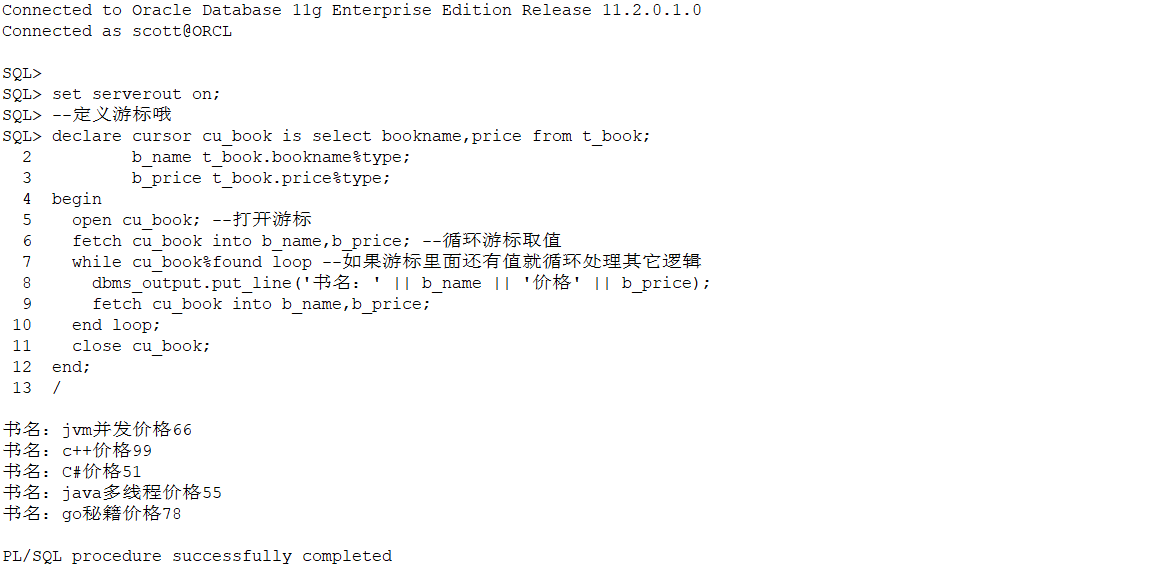 Connected to Oracle Database 11g Enterprise Edition Release 11.2.0.1.0
Connected as scott@ORCL
SQL>
SQL> set serverout on;
SQL> --定义游标哦
SQL> declare cursor cu_book is select bookname,price from t_book;
  2          b_name t_book.bookname%type;
  3          b_price t_book.price%type;
  4  begin
  5    open cu_book; --打开游标
  6    fetch cu_book into b_name,b_price; --循环游标取值
  7    while cu_book%found loop --如果游标里面还有值就循环处理其它逻辑
  8      dbms_output.put_line('书名：' || b_name || '价格' || b_price);
  9      fetch cu_book into b_name,b_price;
 10    end loop;
 11    close cu_book;
 12  end;
 13  /
书名：jvm并发价格66
书名：c++价格99
书名：C#价格51
书名：java多线程价格55
书名：go秘籍价格78
PL/SQL procedure successfully completed